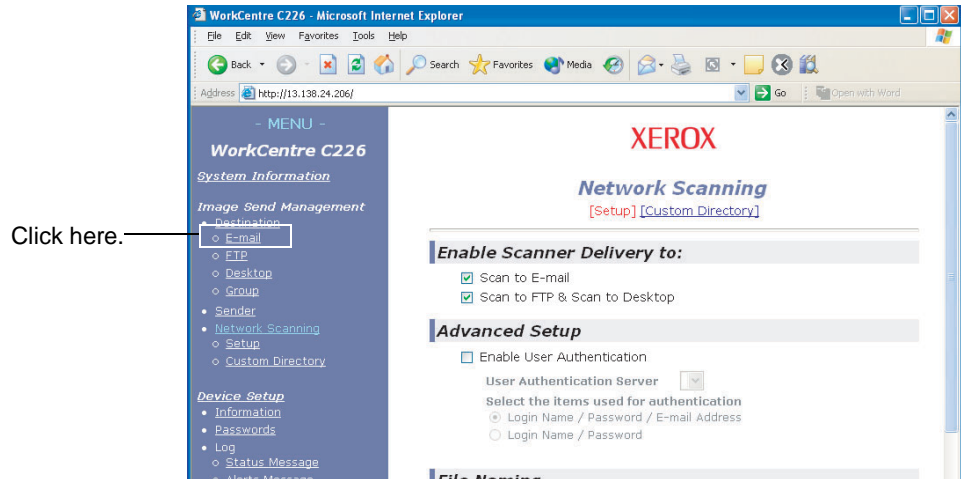 WorkCentre C226 - Microsoft Internet Explorer
File Edit View Favorites Tools Help
Back Search Favorites Media
Address http://13.138.24.206/ Go Open with Word
- MENU -
WorkCentre C226
System Information
Image Send Management
Destination
E-mail
FTP
Desktop
Group
Sender
Network Scanning
Setup
Custom Directory
Device Setup
Information
Passwords
Log
Status Message
Alerts Message
Click here.
XEROX
Network Scanning
[Setup] [Custom Directory]
Enable Scanner Delivery to:
Scan to E-mail
Scan to FTP & Scan to Desktop
Advanced Setup
Enable User Authentication
User Authentication Server
Select the items used for authentication
Login Name / Password / E-mail Address
Login Name / Password
File Naming